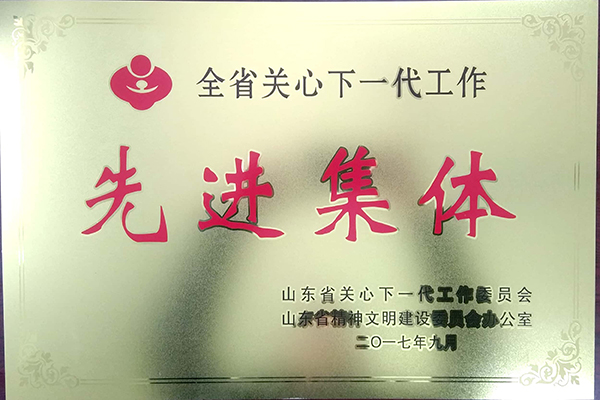 全省关心下一代工作
先进集体
山东省关心下一代工作委员会
山东省精神文明建设委员会办公室
二〇一七年九月